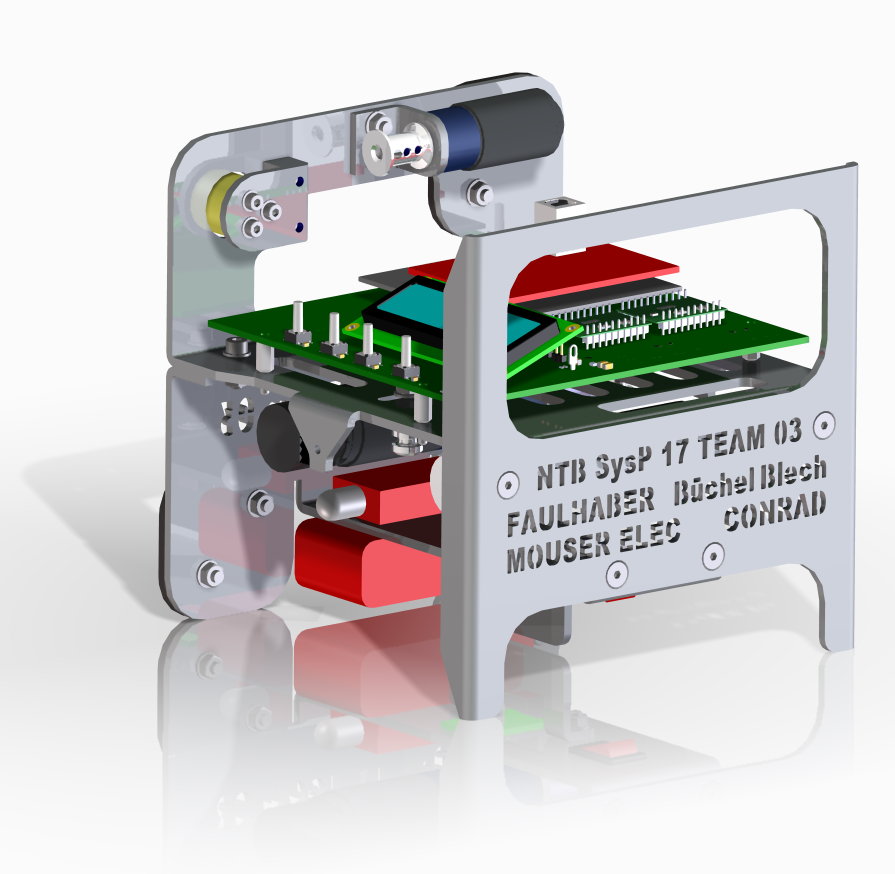 NTB SysP 17 TEAM 03
FAULHABER Büchel Blech
MOUSER ELEC CONRAD